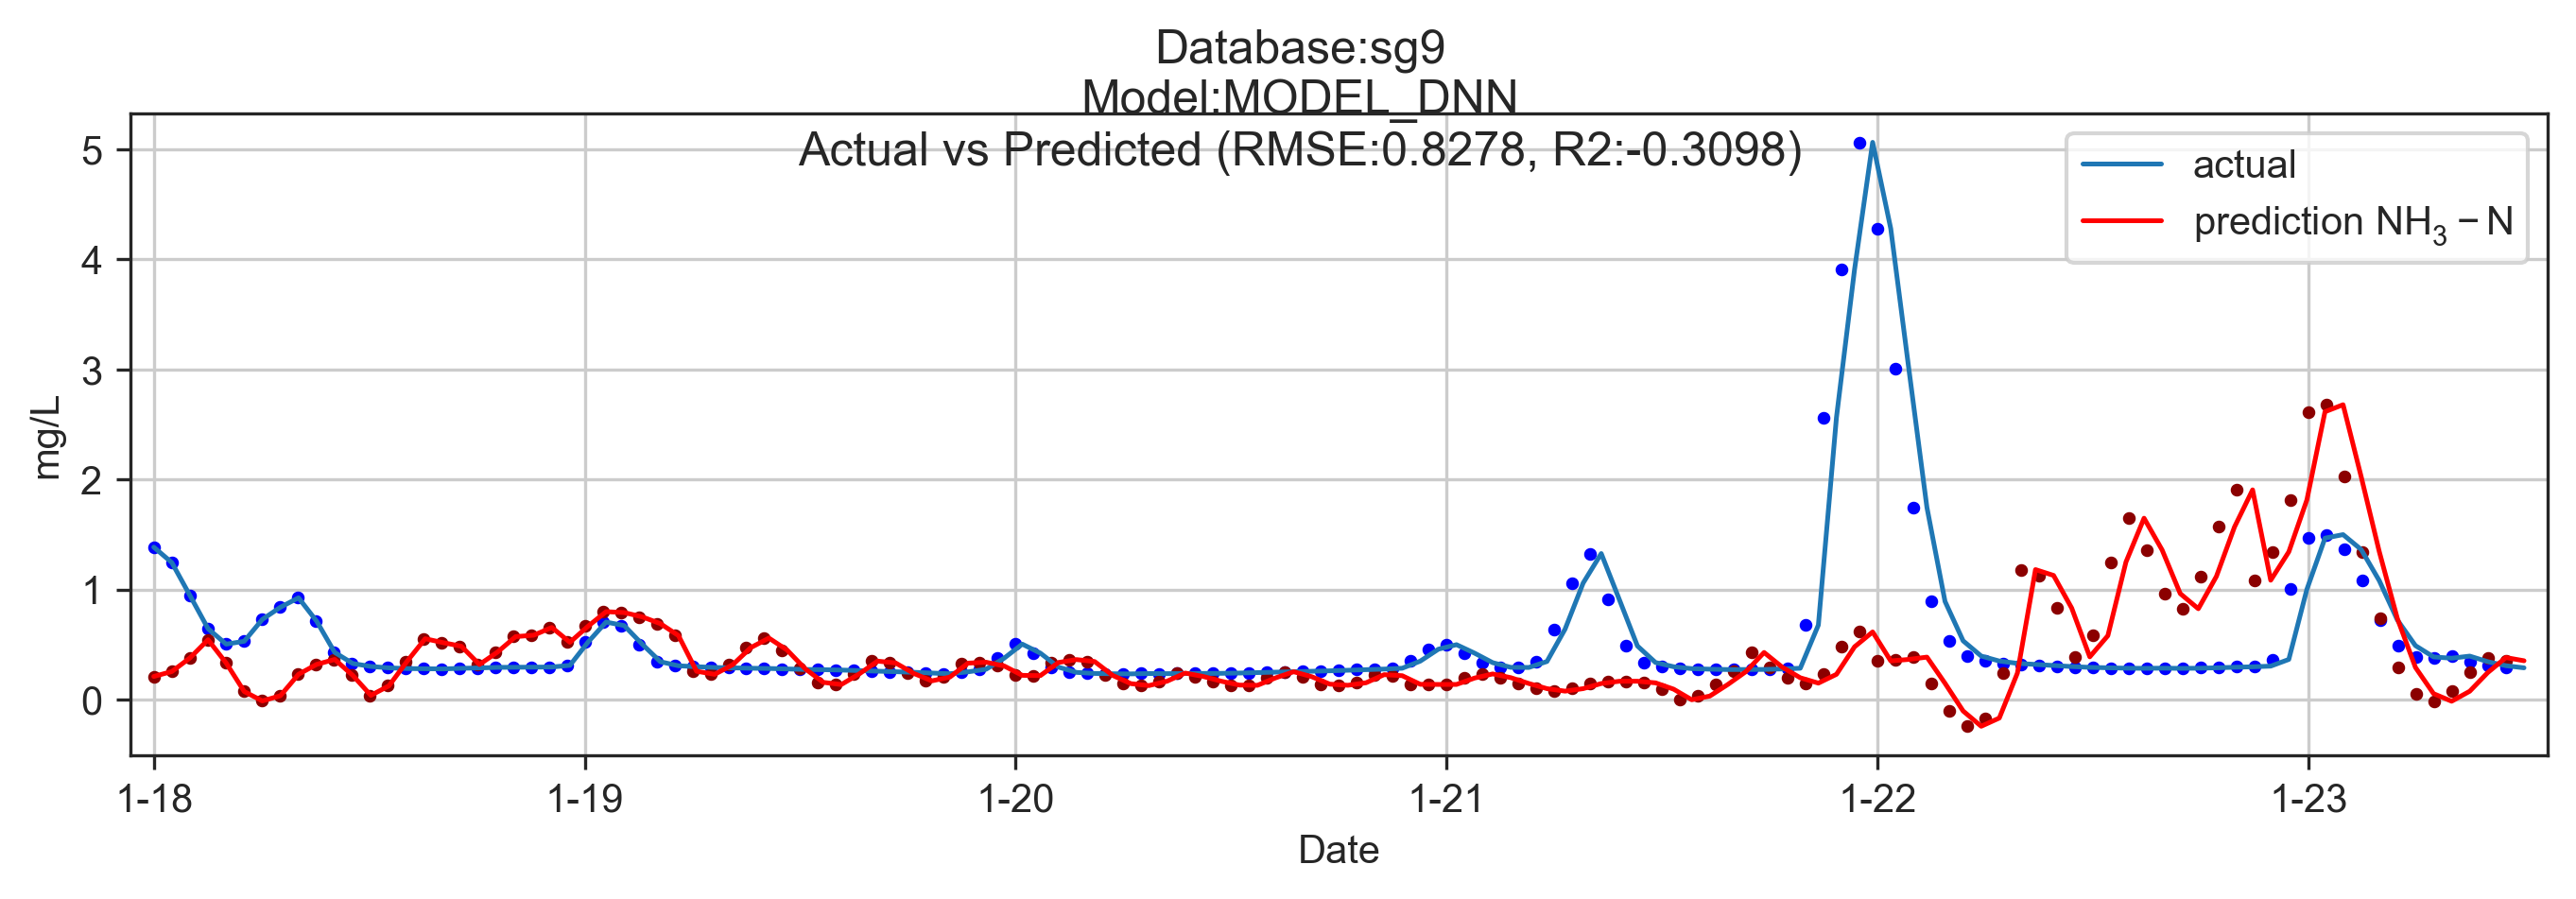 Database:sg9
Model:MODEL_DNN
Actual vs Predicted (RMSE:0.8278, R2:-0.3098)
actual
prediction NH₃ − N
5
4
3
2
1
0
mg/L
1-18 1-19 1-20 1-21 1-22 1-23
Date